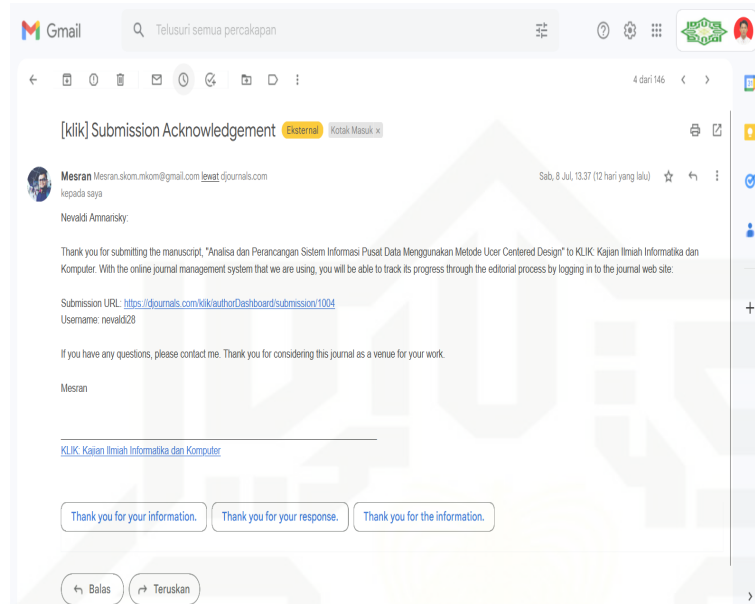 Gmail
Telusuri semua percakapan
4 dari 146
[klik] Submission Acknowledgement Eksternal Kotak Masuk ×
Mesran Mesran.skom.mkom@gmail.com lewat djournals.com
Sab, 8 Jul, 13.37 (12 hari yang lalu)
kepada saya
Nevaldi Amnarisky:
Thank you for submitting the manuscript, "Analisa dan Perancangan Sistem Informasi Pusat Data Menggunakan Metode Ucer Centered Design" to KLIK: Kajian Ilmiah Informatika dan
Komputer. With the online journal management system that we are using, you will be able to track its progress through the editorial process by logging in to the journal web site:
Submission URL: https://djournals.com/klik/authorDashboard/submission/1004
Username: nevaldi28
If you have any questions, please contact me. Thank you for considering this journal as a venue for your work.
Mesran
KLIK: Kajian Ilmiah Informatika dan Komputer
Thank you for your information. Thank you for your response. Thank you for the information.
Balas Teruskan